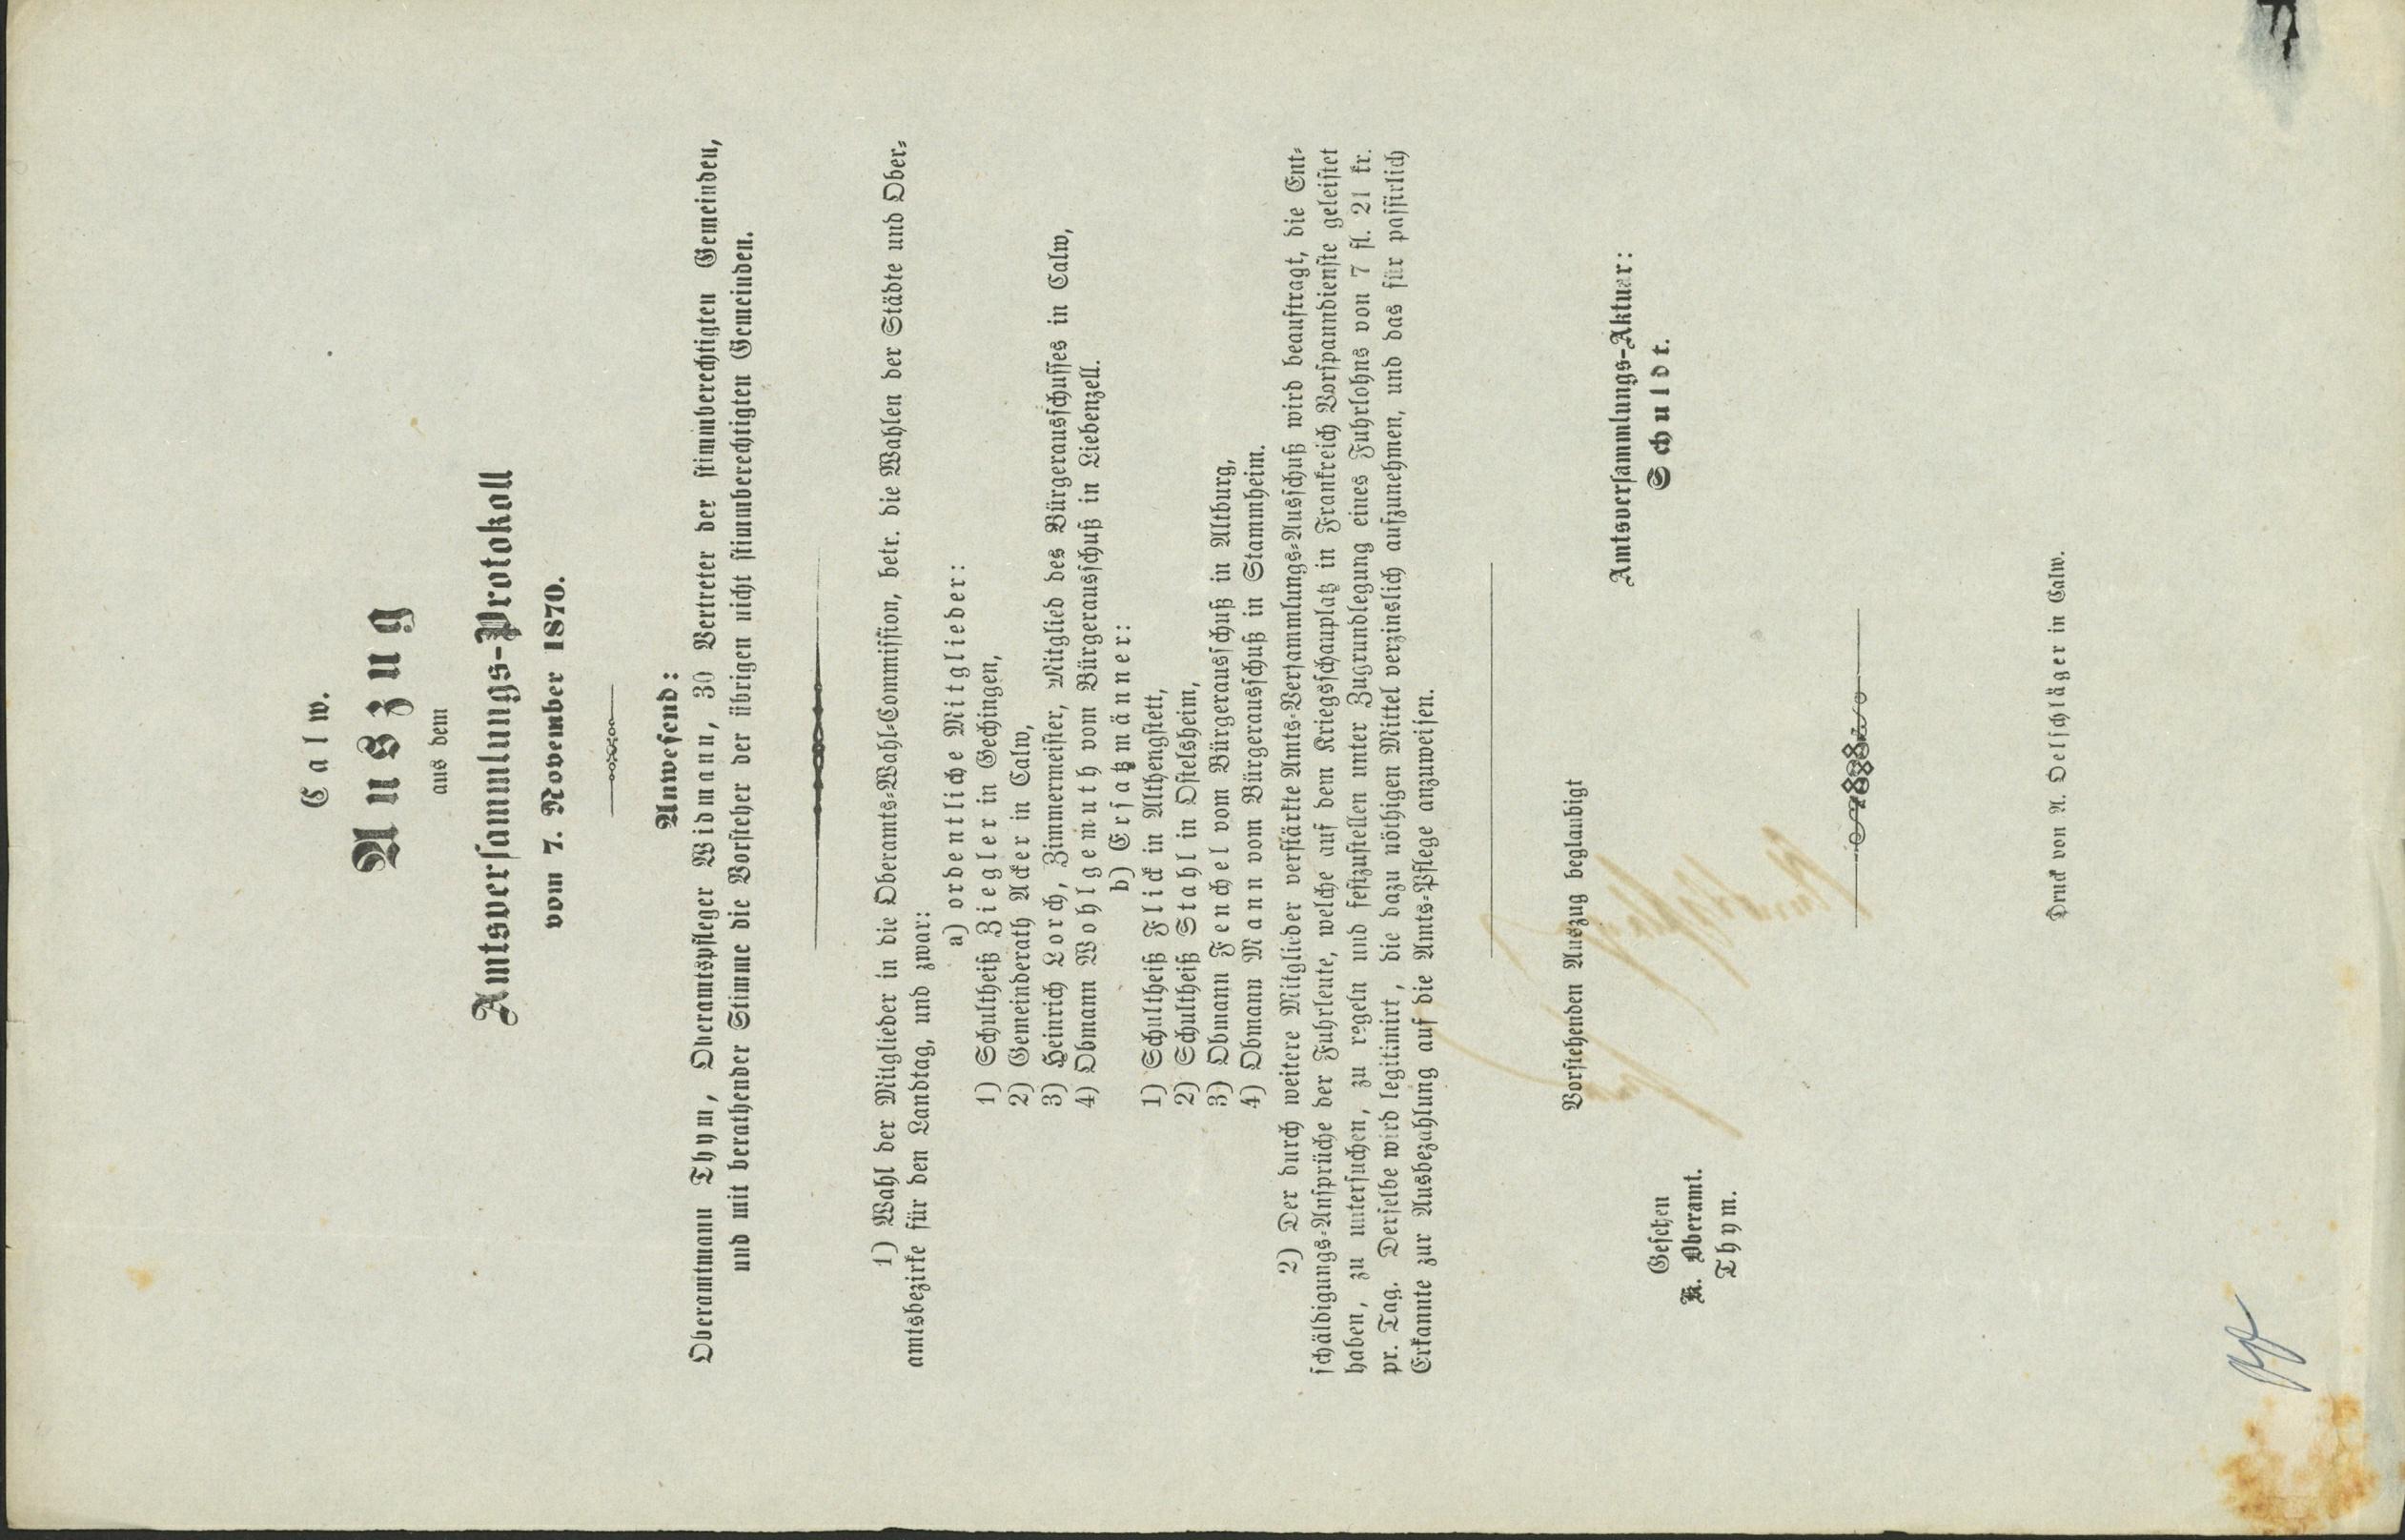 Calw.
Auszug
aus dem
Amtsversammlungs-Protokoll
vom 7. November 1870.
Anwesend:
Oberamtmann Thym, Oberamtspfleger Widmann, 30 Vertreter der stimmberechtigten Gemeinden,
und mit berathender Stimme die Vorsteher der übrigen nicht stimmberechtigten Gemeinden.
1) Wahl der Mitglieder in die Oberamts-Wahl-Commission, betr. die Wahlen der Städte und Ober-
amtsbezirke für den Landtag, und zwar:
a) ordentliche Mitglieder:
1) Schultheiß Ziegler in Gechingen,
2) Gemeinderath Acker in Calw,
3) Heinrich Lorch, Zimmermeister, Mitglied des Bürgerausschusses in Calw,
4) Obmann Wohlgemuth vom Bürgerausschuß in Liebenzell.
b) Ersatzmänner:
1) Schultheiß Flick in Althengstett,
2) Schultheiß Stahl in Ostelsheim,
3) Obmann Fenchel vom Bürgerausschuß in Altburg,
4) Obmann Mann vom Bürgerausschuß in Stammheim.
2) Der durch weitere Mitglieder verstärkte Amts-Versammlungs-Ausschuß wird beauftragt, die Ent-
schäldigungs-Ansprüche der Fuhrleute, welche auf dem Kriegsschauplatz in Frankreich Vorspanndienste geleistet
haben, zu untersuchen, zu regeln und festzustellen unter Zugrundlegung eines Fuhrlohns von 7 fl. 21 kr.
pr. Tag. Derselbe wird legitimirt, die dazu nöthigen Mittel verzinslich aufzunehmen, und das für passirlich
Erkannte zur Ausbezahlung auf die Amts-Pflege anzuweisen.
Vorstehenden Auszug beglaubigt
Amtsversammlungs-Aktuar:
Schuldt.
Gesehen
K. Oberamt.
Thym.
Druck von A. Oelschläger in Calw.